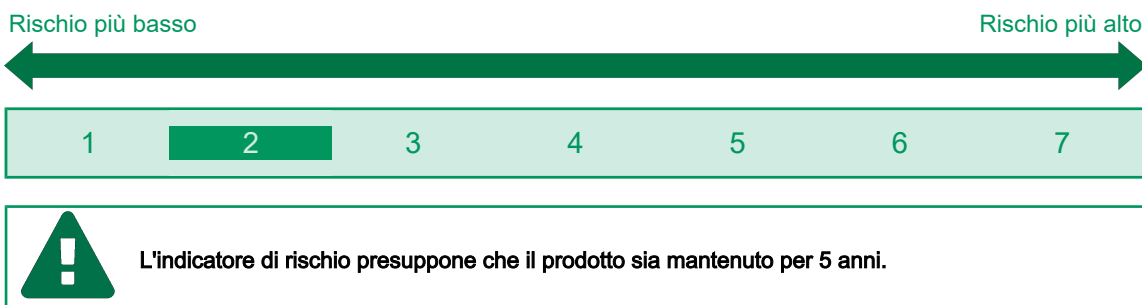 Rischio più basso Rischio più alto
1 2 3 4 5 6 7
L'indicatore di rischio presuppone che il prodotto sia mantenuto per 5 anni.